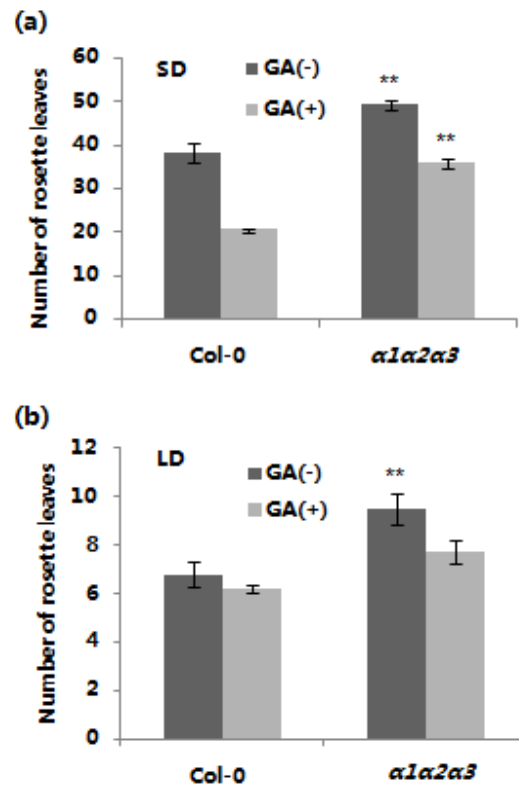 (a)
Number of rosette leaves
60
50
40
30
20
10
0
SD
GA(-)
GA(+)
**
**
Col-0 α1α2α3
(b)
Number of rosette leaves
12
10
8
6
4
2
0
LD
GA(-)
GA(+)
**
Col-0 α1α2α3